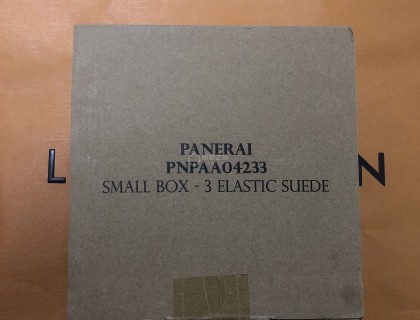 PANERAI
PNPAA04233
SMALL BOX - 3 ELASTIC SUEDE
L N